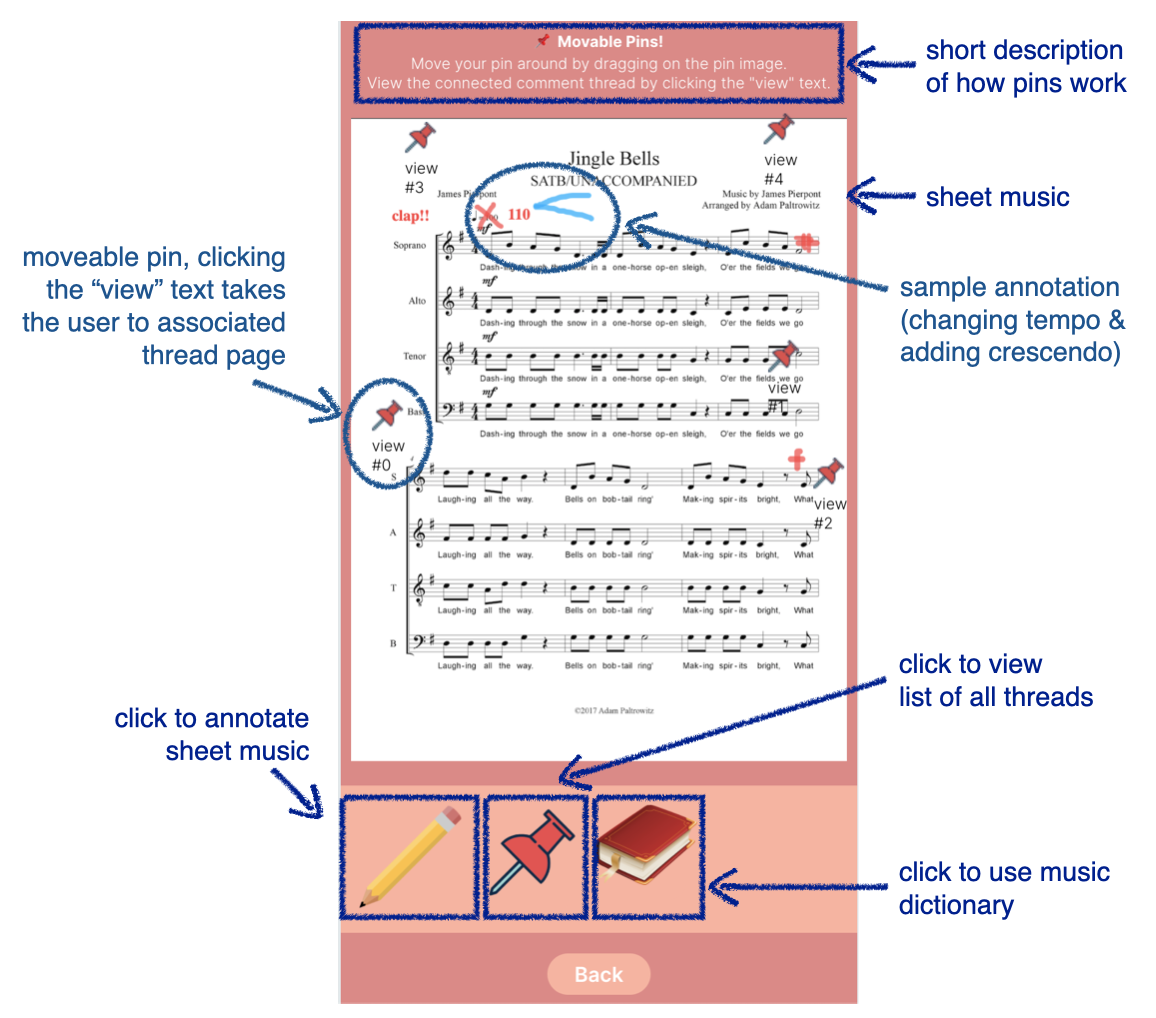 📌 Movable Pins!
Move your pin around by dragging on the pin image.
View the connected comment thread by clicking the "view" text.
short description
of how pins work
view
#3
view
#4
Jingle Bells
SATB/UNACCOMPANIED
James Pierpont
Music by James Pierpont
Arranged by Adam Paltrowitz
sheet music
clap!!
110
mf
Soprano
Dash-ing through the snow in a one-horse op-en sleigh, O'er the fields we go
mf
Alto
Dash-ing through the snow in a one-horse op-en sleigh, O'er the fields we go
mf
Tenor
Dash-ing through the snow in a one-horse op-en sleigh, O'er the fields we go
view
#1
mf
Bass
Dash-ing through the snow in a one-horse op-en sleigh, O'er the fields we go
moveable pin, clicking
the “view” text takes
the user to associated
thread page
sample annotation
(changing tempo &
adding crescendo)
view
#0
S
Laugh-ing all the way. Bells on bob-tail ring' Mak-ing spir-its bright, What
view
#2
A
Laugh-ing all the way. Bells on bob-tail ring' Mak-ing spir-its bright, What
T
Laugh-ing all the way. Bells on bob-tail ring' Mak-ing spir-its bright, What
B
Laugh-ing all the way. Bells on bob-tail ring' Mak-ing spir-its bright, What
©2017 Adam Paltrowitz
click to view
list of all threads
click to annotate
sheet music
click to use music
dictionary
Back